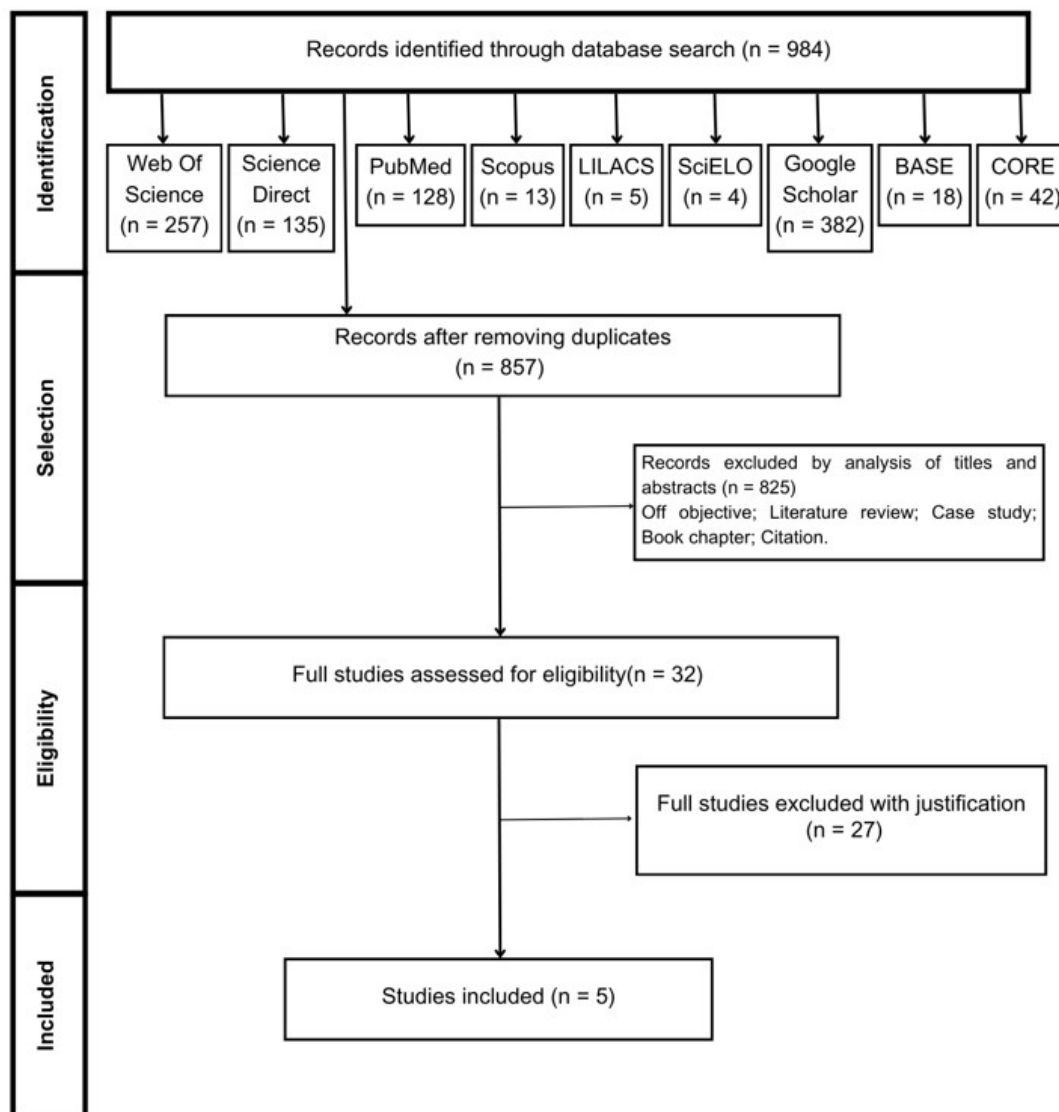 Identification
Records identified through database search (n = 984)
Web Of
Science
(n = 257)
Science
Direct
(n = 135)
PubMed
(n = 128)
Scopus
(n = 13)
LILACS
(n = 5)
SciELO
(n = 4)
Google
Scholar
(n = 382)
BASE
(n = 18)
CORE
(n = 42)
Selection
Records after removing duplicates
(n = 857)
Records excluded by analysis of titles and
abstracts (n = 825)
Off objective; Literature review; Case study;
Book chapter; Citation.
Eligibility
Full studies assessed for eligibility(n = 32)
Full studies excluded with justification
(n = 27)
Included
Studies included (n = 5)